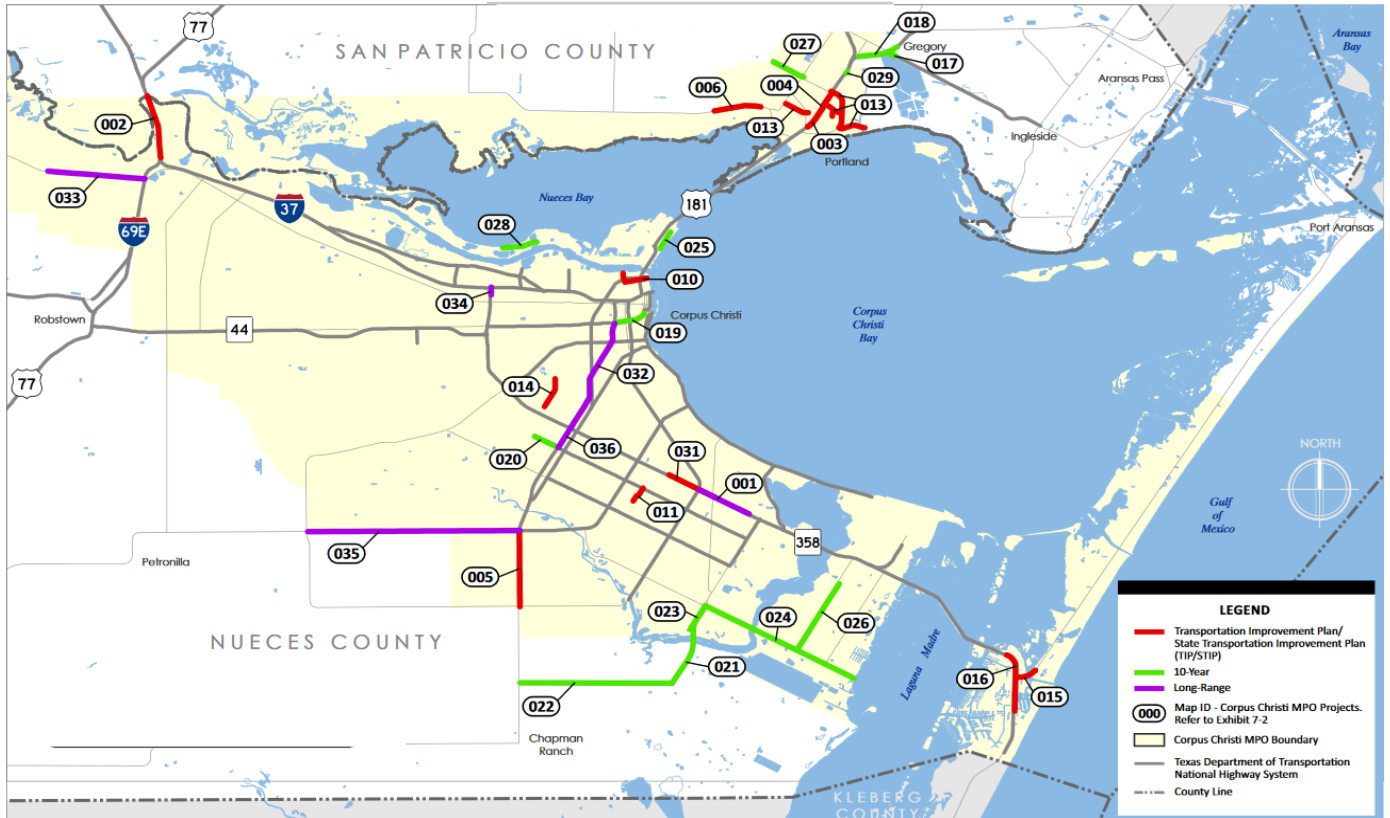 77
SAN PATRICIO COUNTY
018
027
Gregory
017
Aransas
Bay
029
Aransas Pass
004
006
013
002
013
003
Ingleside
Portland
033
Nueces Bay
181
37
Port Aransas
69E
028
025
010
034
Robstown
Corpus Christi
Corpus
Christi
Bay
44
019
032
77
014
NORTH
036
020
031
001
Gulf
of
Mexico
011
358
035
Petronilla
005
023
024
026
NUECES COUNTY
021
Laguna Madre
016
015
022
Chapman
Ranch
KLEBERG
COUNTY
LEGEND
Transportation Improvement Plan/
State Transportation Improvement Plan
(TIP/STIP)
10-Year
Long-Range
000 Map ID - Corpus Christi MPO Projects.
Refer to Exhibit 7-2
Corpus Christi MPO Boundary
Texas Department of Transportation
National Highway System
County Line